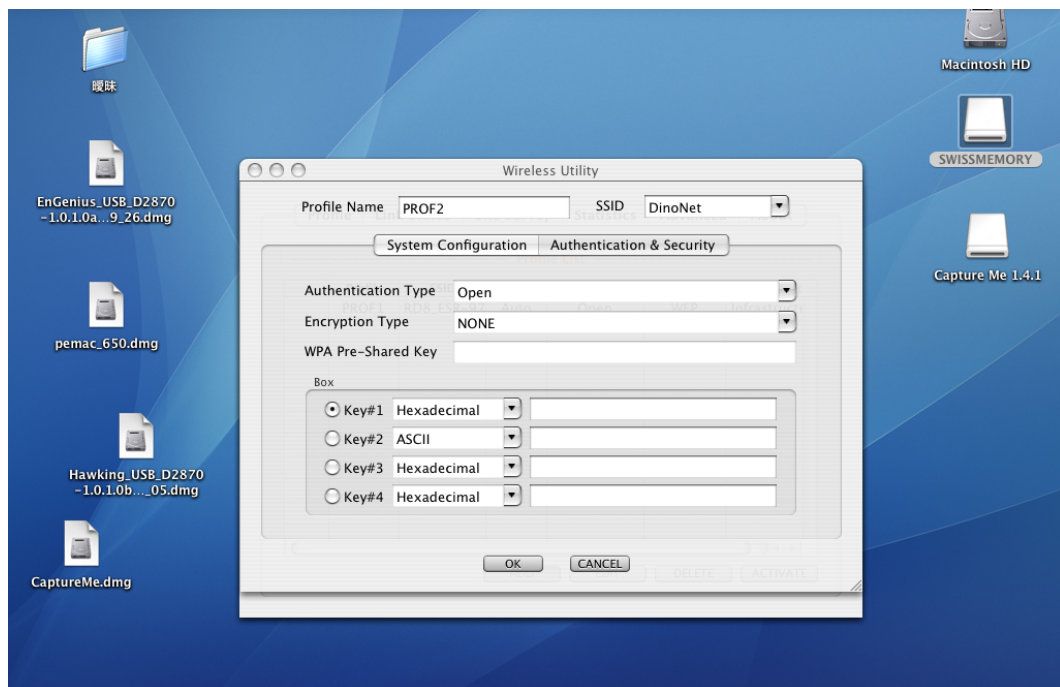 曖昧
EnGenius_USB_D2870
-1.0.1.0a...9_26.dmg
pemac_650.dmg
Hawking_USB_D2870
-1.0.1.0b..._05.dmg
CaptureMe.dmg
Macintosh HD
SWISSMEMORY
Capture Me 1.4.1
Wireless Utility
Profile Name PROF2 SSID DinoNet
System Configuration Authentication & Security
Authentication Type Open
Encryption Type NONE
WPA Pre-Shared Key
Box
Key#1 Hexadecimal
Key#2 ASCII
Key#3 Hexadecimal
Key#4 Hexadecimal
OK CANCEL
DELETE ACTIVATE